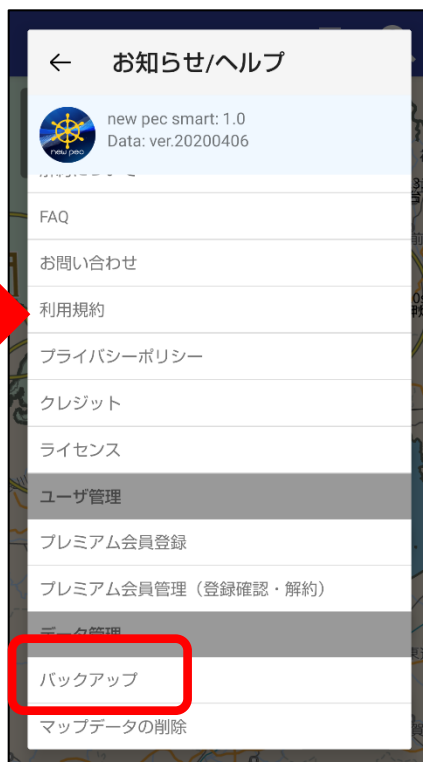 ← お知らせ/ヘルプ
new pec smart: 1.0
Data: ver.20200406
new pec
FAQ
お問い合わせ
利用規約
プライバシーポリシー
クレジット
ライセンス
ユーザ管理
プレミアム会員登録
プレミアム会員管理（登録確認・解約）
データ管理
バックアップ
マップデータの削除